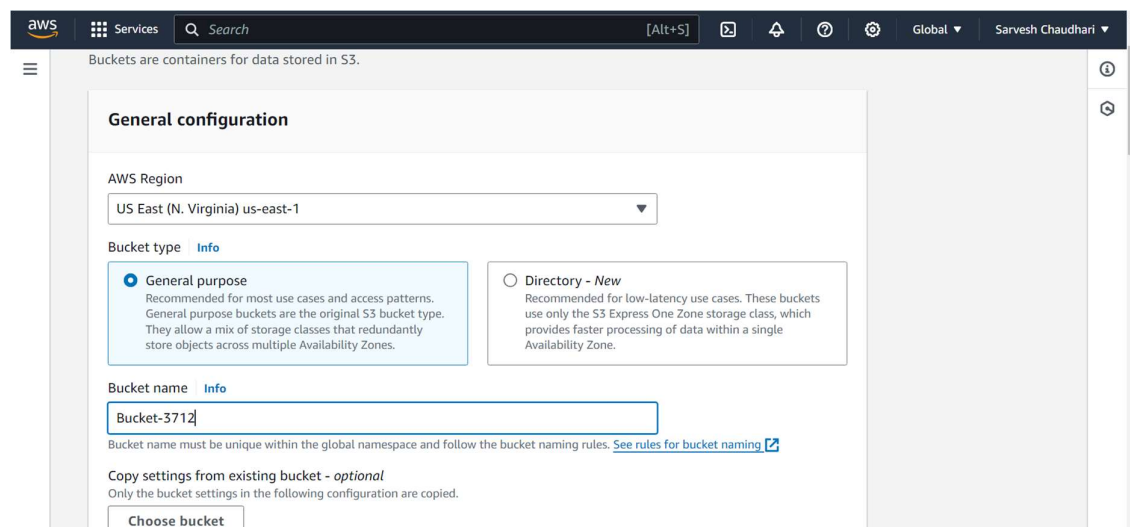 aws Services Search [Alt+S] Global Sarvesh Chaudhari
Buckets are containers for data stored in S3.
General configuration
AWS Region
US East (N. Virginia) us-east-1
Bucket type Info
General purpose
Recommended for most use cases and access patterns.
General purpose buckets are the original S3 bucket type.
They allow a mix of storage classes that redundantly
store objects across multiple Availability Zones.
Directory - New
Recommended for low-latency use cases. These buckets
use only the S3 Express One Zone storage class, which
provides faster processing of data within a single
Availability Zone.
Bucket name Info
Bucket-3712
Bucket name must be unique within the global namespace and follow the bucket naming rules. See rules for bucket naming
Copy settings from existing bucket - optional
Only the bucket settings in the following configuration are copied.
Choose bucket